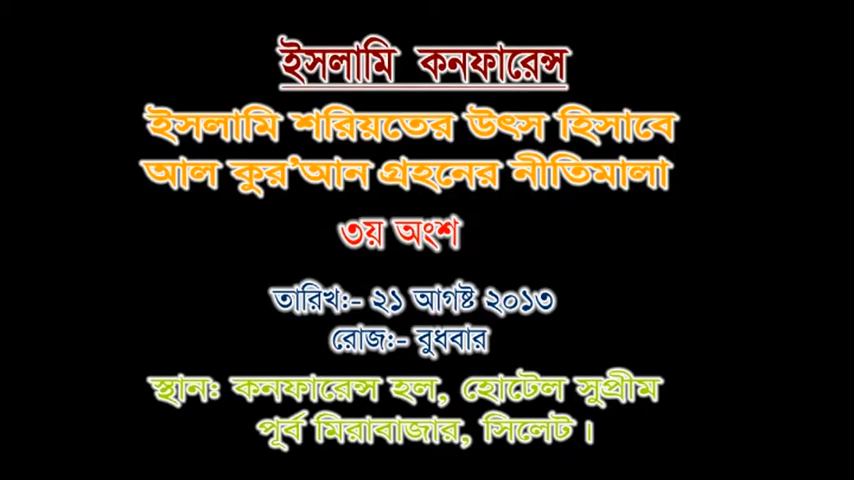 ইসলামি কনফারেন্স
ইসলামি শরিয়তের উৎস হিসাবে
আল কুর'আন গ্রহনের নীতিমালা
৩য় অংশ
তারিখ:- ২১ আগষ্ট ২০১৩
রোজ:- বুধবার
স্থান: কনফারেন্স হল, হোটেল সুপ্রীম
পূর্ব মিরাবাজার, সিলেট।